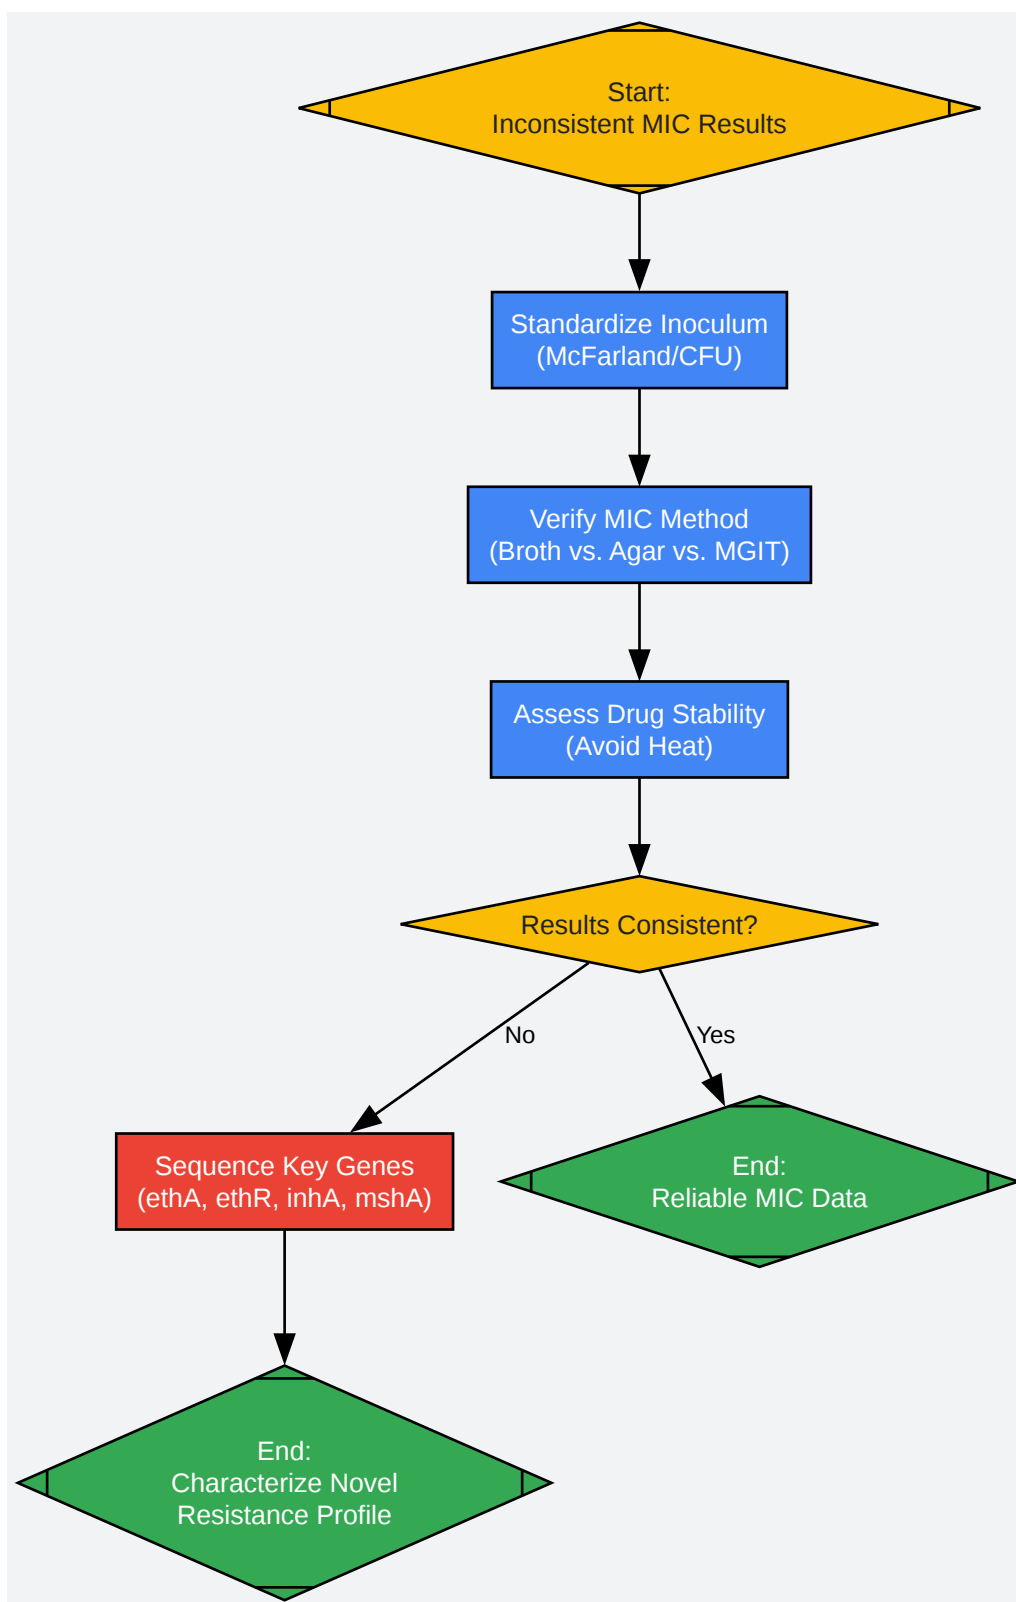 Start:
Inconsistent MIC Results
Standardize Inoculum
(McFarland/CFU)
Verify MIC Method
(Broth vs. Agar vs. MGIT)
Assess Drug Stability
(Avoid Heat)
Results Consistent?
No
Yes
Sequence Key Genes
(ethA, ethR, inhA, mshA)
End:
Reliable MIC Data
End:
Characterize Novel
Resistance Profile